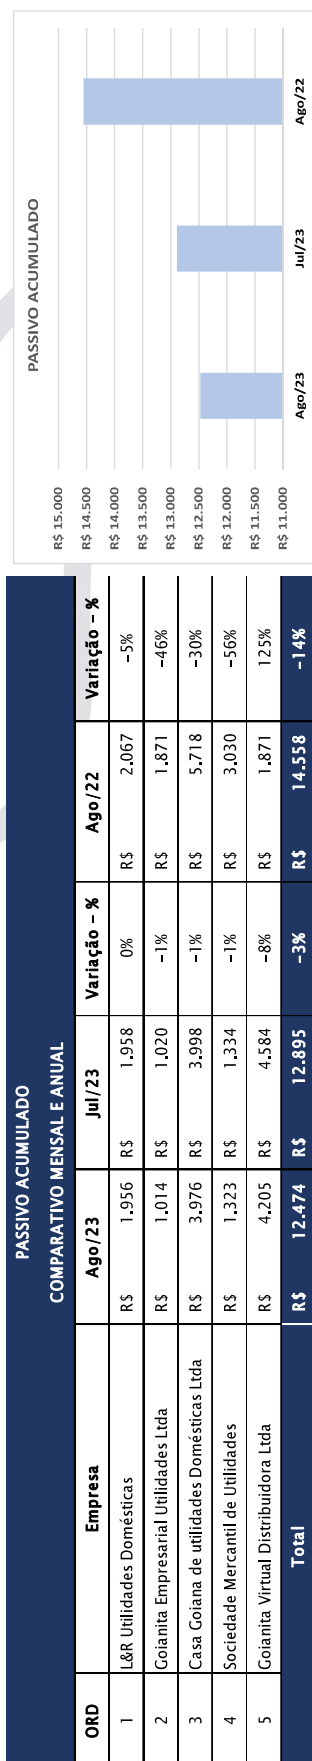 PASSIVO ACUMULADO
COMPARATIVO MENSAL E ANUAL
ORD Empresa Ago/23 Jul/23 Variação - % Ago/22 Variação - %
1 L&R Utilidades Domésticas R$ 1.956 R$ 1.958 0% R$ 2.067 -5%
2 Goianita Empresarial Utilidades Ltda R$ 1.014 R$ 1.020 -1% R$ 1.871 -46%
3 Casa Goiana de utilidades Domésticas Ltda R$ 3.976 R$ 3.998 -1% R$ 5.718 -30%
4 Sociedade Mercantil de Utilidades R$ 1.323 R$ 1.334 -1% R$ 3.030 -56%
5 Goianita Virtual Distribuidora Ltda R$ 4.205 R$ 4.584 -8% R$ 1.871 125%
Total R$ 12.474 R$ 12.895 -3% R$ 14.558 -14%
PASSIVO ACUMULADO
R$ 15.000
R$ 14.500
R$ 14.000
R$ 13.500
R$ 13.000
R$ 12.500
R$ 12.000
R$ 11.500
R$ 11.000
Ago/23 Jul/23 Ago/22